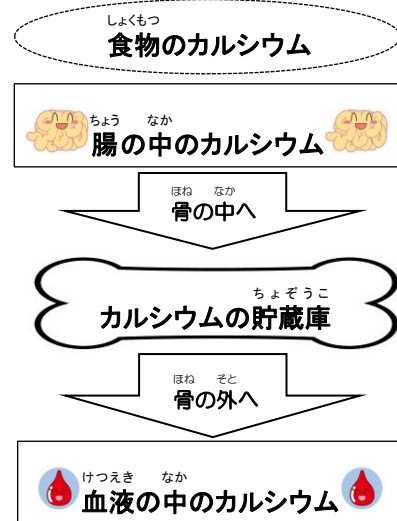 しょくもつ
食物のカルシウム
ちょう なか
腸の中のカルシウム
ほね なか
骨の中へ
ちょぞうこ
カルシウムの貯蔵庫
ほね そと
骨の外へ
けつえき なか
血液の中のカルシウム